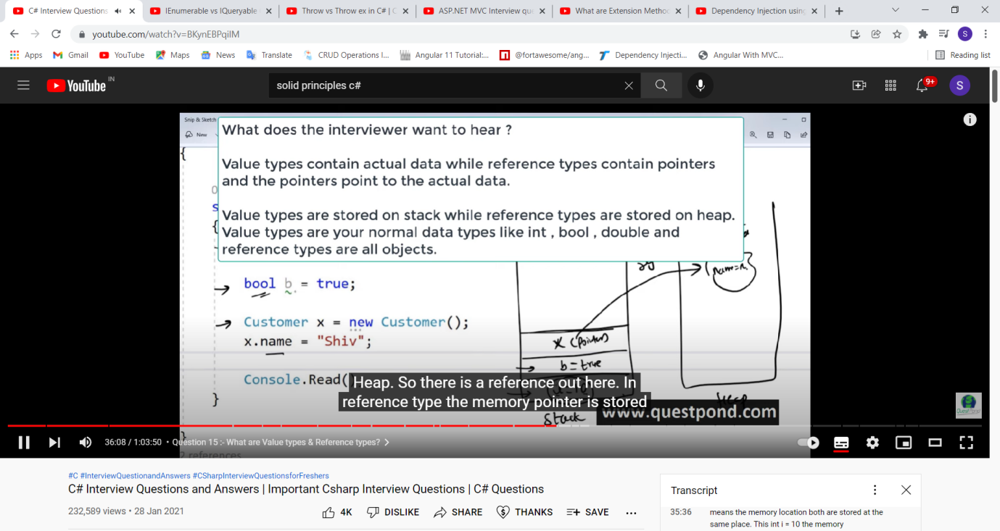 C# Interview Questions
IEnumerable vs IQueryable
Throw vs Throw ex in C# | C
ASP.NET MVC Interview que
What are Extension Method
Dependency Injection using
youtube.com/watch?v=BKynEBPqiIM
S
Apps
Gmail
YouTube
Maps
News
Translate
CRUD Operations I...
Angular 11 Tutorial:...
@fortawesome/ang...
Dependency Injecti...
Angular With MVC...
Reading list
YouTube IN
solid principles c#
9+
S
Snip & Sketch
New
What does the interviewer want to hear ?
Value types contain actual data while reference types contain pointers
and the pointers point to the actual data.
Value types are stored on stack while reference types are stored on heap.
Value types are your normal data types like int , bool , double and
reference types are all objects.
{
0
s
{
bool b = true;
Customer x = new Customer();
x.name = "Shiv";
Console.Read(
}
}
2 references
x (pointer)
b = true
Stack
Heap
Heap. So there is a reference out here. In
reference type the memory pointer is stored
www.questpond.com
36:08 / 1:03:50 • Question 15 :- What are Value types & Reference types? >
#C #InterviewQuestionandAnswers #CSharpInterviewQuestionsforFreshers
C# Interview Questions and Answers | Important Csharp Interview Questions | C# Questions
232,589 views • 28 Jan 2021
4K
DISLIKE
SHARE
THANKS
SAVE
...
Transcript
35:36
means the memory location both are stored at the
same place. This int i = 10 the memory